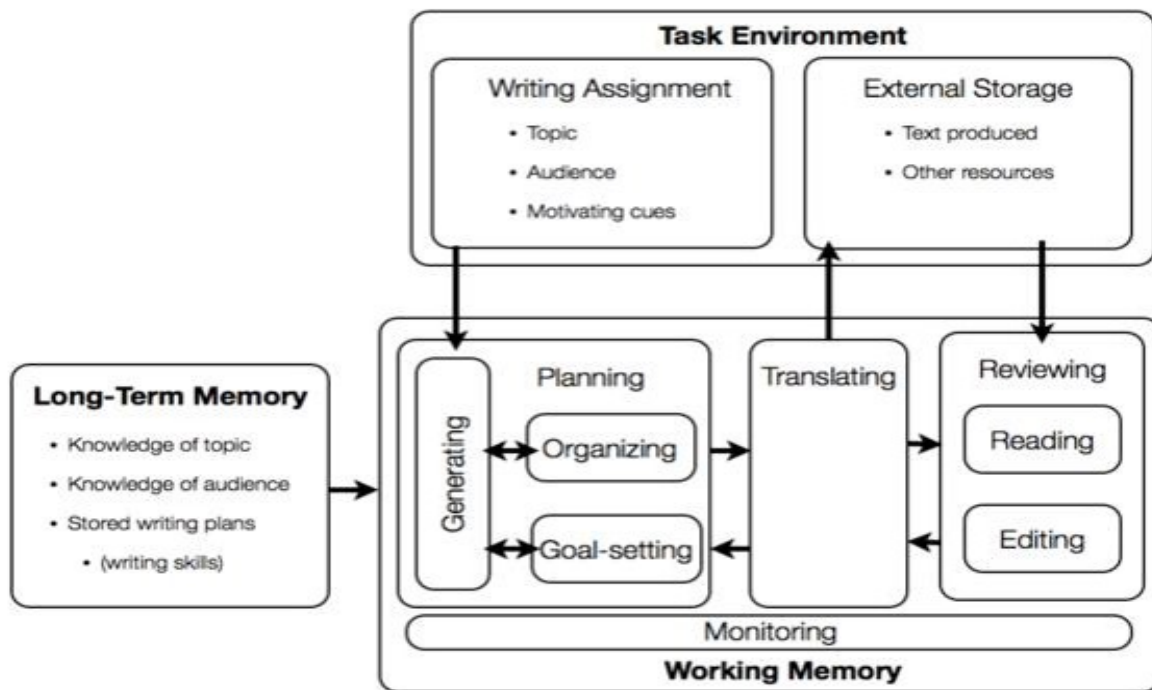 Task Environment
Writing Assignment
• Topic
• Audience
• Motivating cues
External Storage
• Text produced
• Other resources
Long-Term Memory
• Knowledge of topic
• Knowledge of audience
• Stored writing plans
• (writing skills)
Planning
Generating
Organizing
Goal-setting
Translating
Reviewing
Reading
Editing
Monitoring
Working Memory